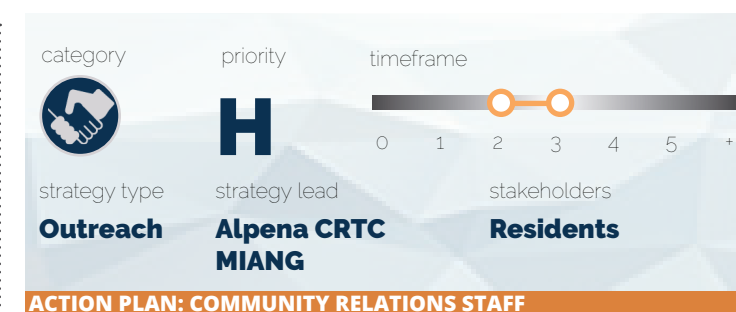 category priority timeframe
H
0 1 2 3 4 5 +
strategy type strategy lead stakeholders
Outreach Alpena CRTC Residents
MIANG
ACTION PLAN: COMMUNITY RELATIONS STAFF